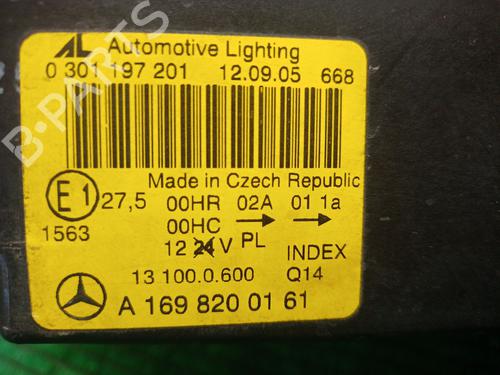 AL Automotive Lighting
0 301 197 201 12.09.05 668
Made in Czech Republic
E1 27,5 00HR 02A 01 1a
1563 00HC → →
12 24 V PL INDEX
13 100.0.600 Q14
A 169 820 01 61